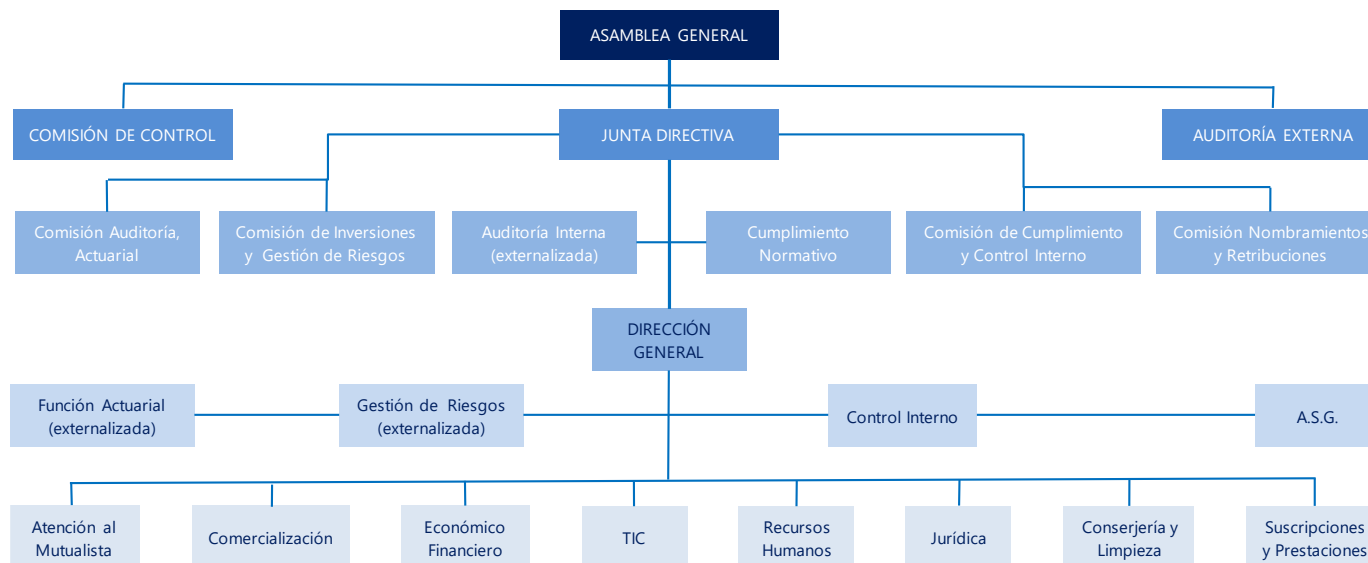 ASAMBLEA GENERAL
COMISIÓN DE CONTROL
JUNTA DIRECTIVA
AUDITORÍA EXTERNA
Comisión Auditoría,
Actuarial
Comisión de Inversiones
y Gestión de Riesgos
Auditoría Interna
(externalizada)
Cumplimiento
Normativo
Comisión de Cumplimiento
y Control Interno
Comisión Nombramientos
y Retribuciones
DIRECCIÓN
GENERAL
Función Actuarial
(externalizada)
Gestión de Riesgos
(externalizada)
Control Interno
A.S.G.
Atención al
Mutualista
Comercialización
Económico
Financiero
TIC
Recursos
Humanos
Jurídica
Conserjería y
Limpieza
Suscripciones
y Prestaciones